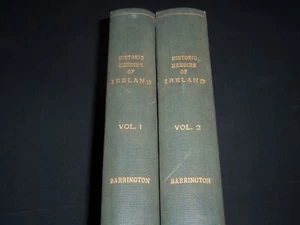 HISTORIC
MEMOIRS
OF
IRELAND
VOL. 1
BARRINGTON
HISTORIC
MEMOIRS
OF
IRELAND
VOL. 2
BARRINGTON